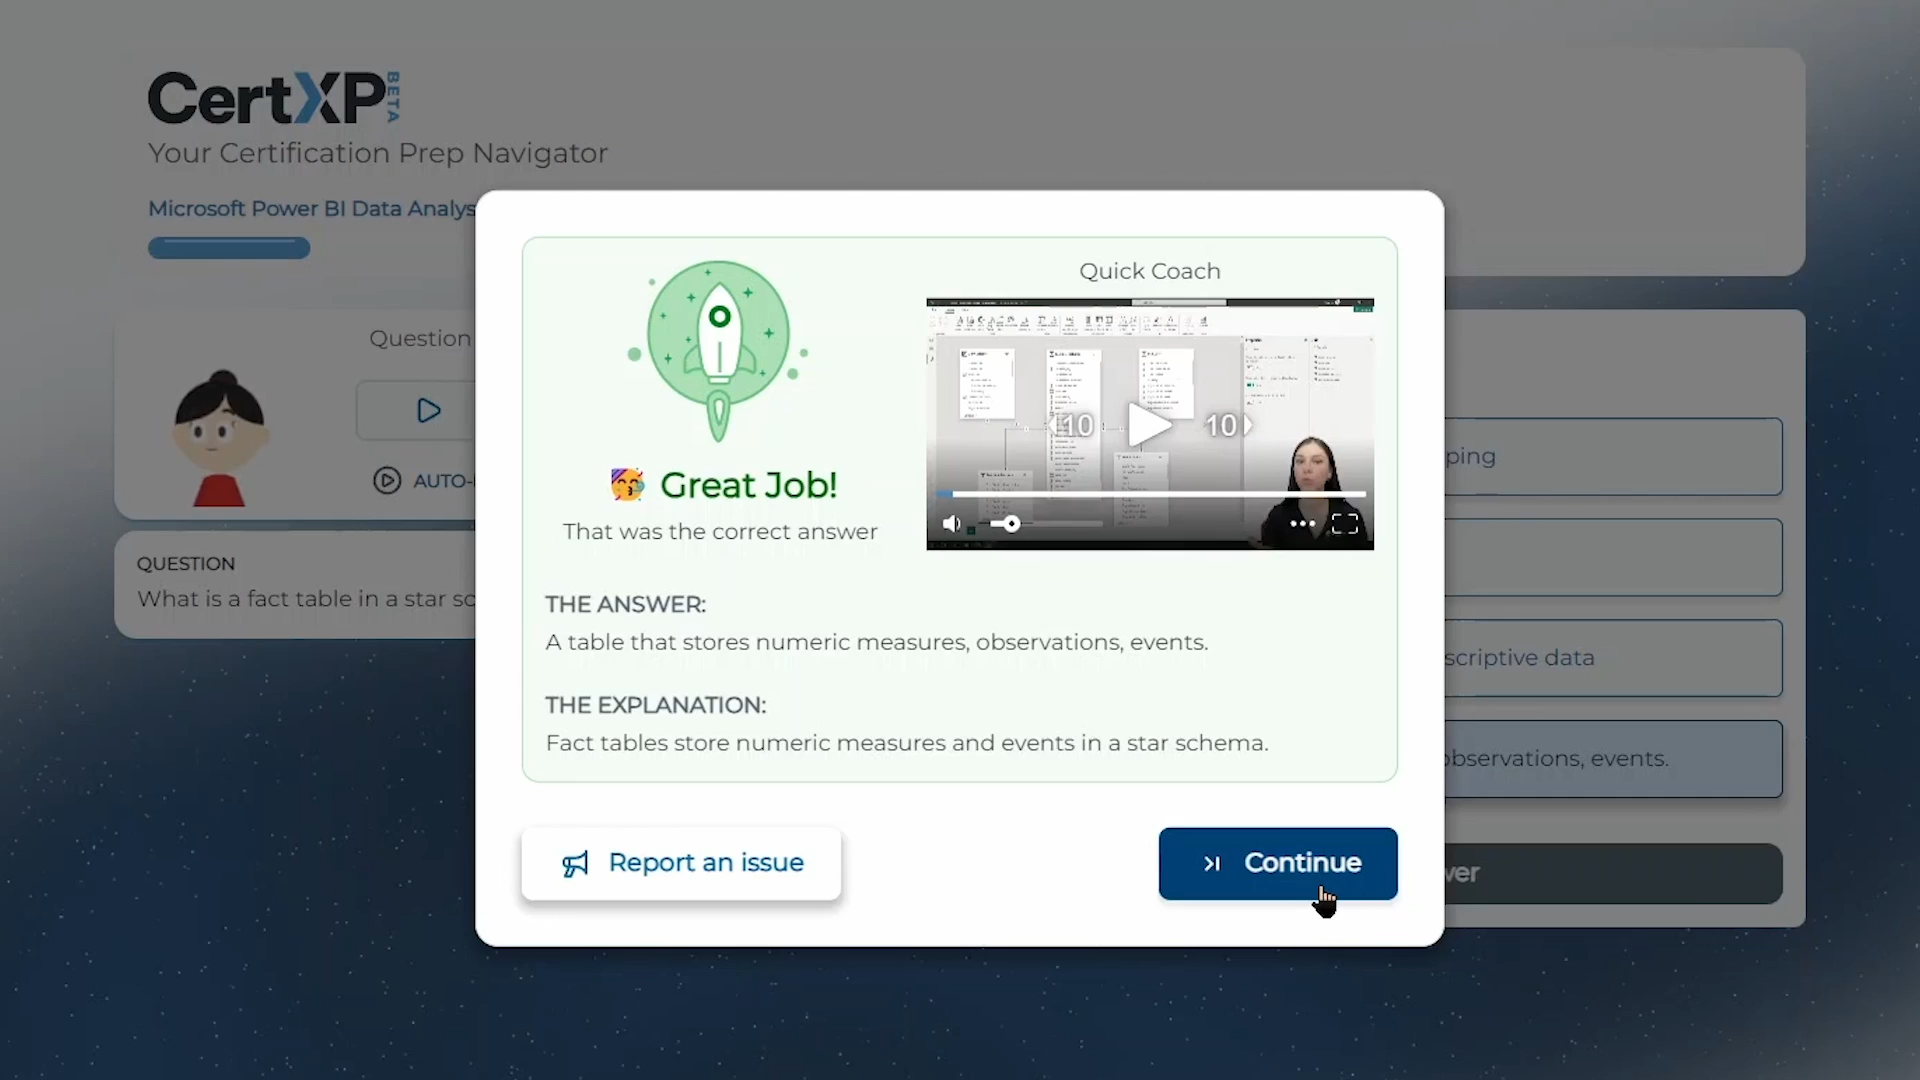 CertXP BETA
Your Certification Prep Navigator
Microsoft Power BI Data Analys
Question
AUTO-
QUESTION
What is a fact table in a star sc
Quick Coach
10
10
Great Job!
That was the correct answer
THE ANSWER:
A table that stores numeric measures, observations, events.
THE EXPLANATION:
Fact tables store numeric measures and events in a star schema.
Report an issue
Continue
ping
scriptive data
observations, events.
wer